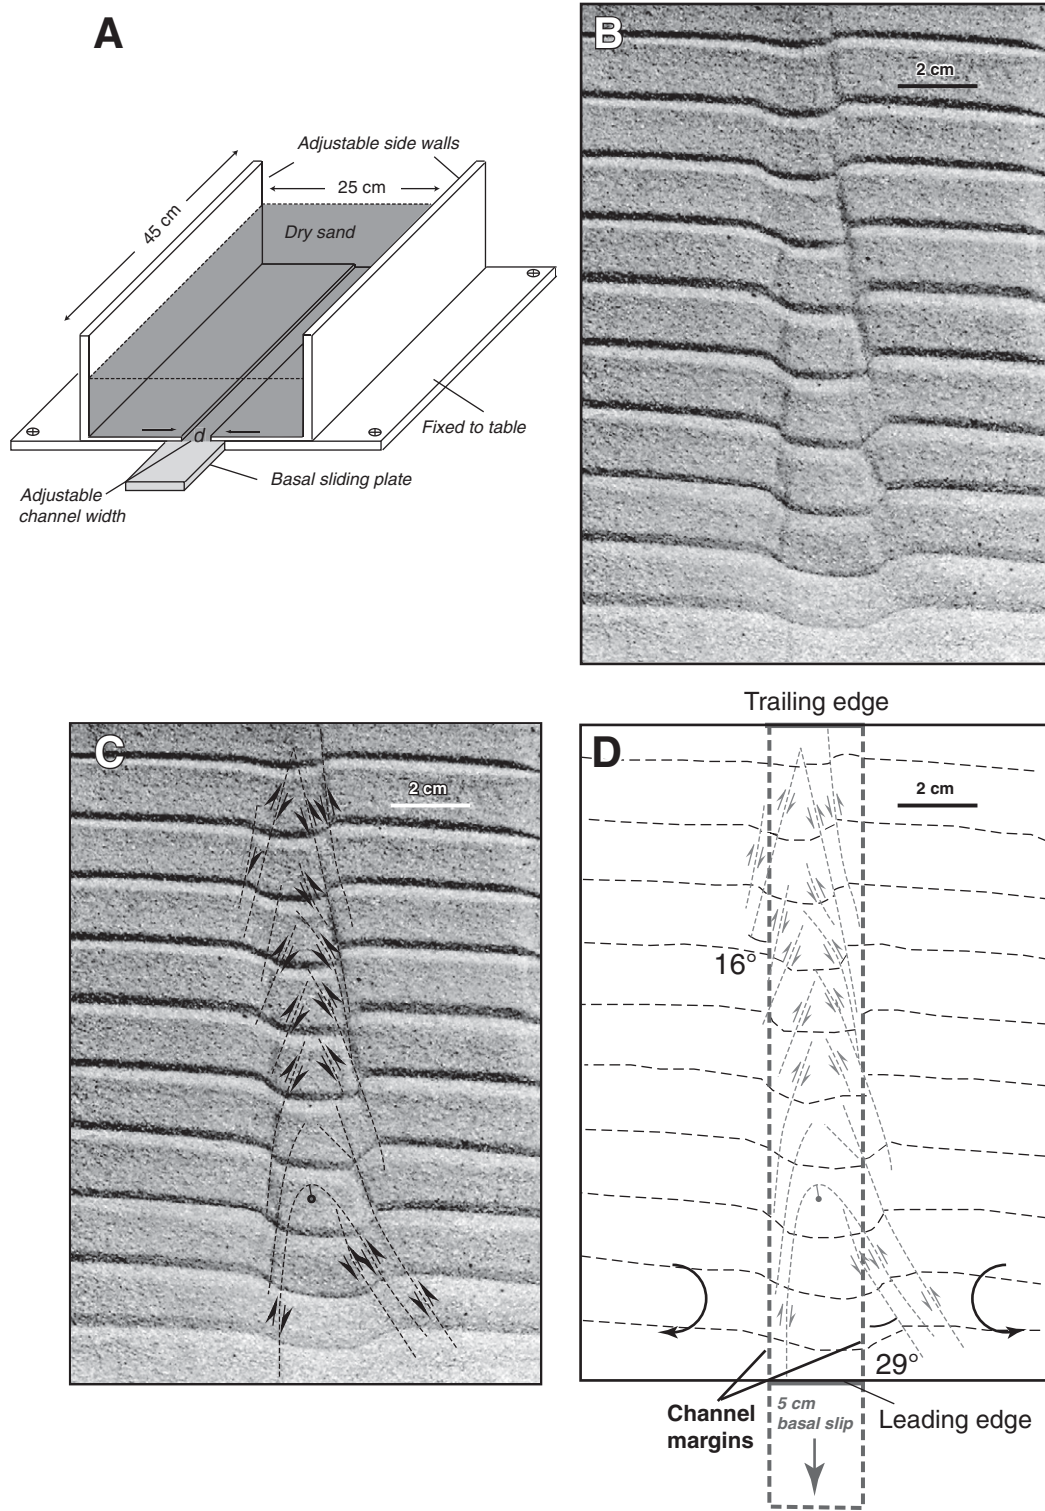 A
Adjustable side walls
25 cm
45 cm
Dry sand
d
Fixed to table
Basal sliding plate
Adjustable
channel width
B
2 cm
C
2 cm
Trailing edge
D
2 cm
16°
29°
Channel
margins
5 cm
basal slip
Leading edge